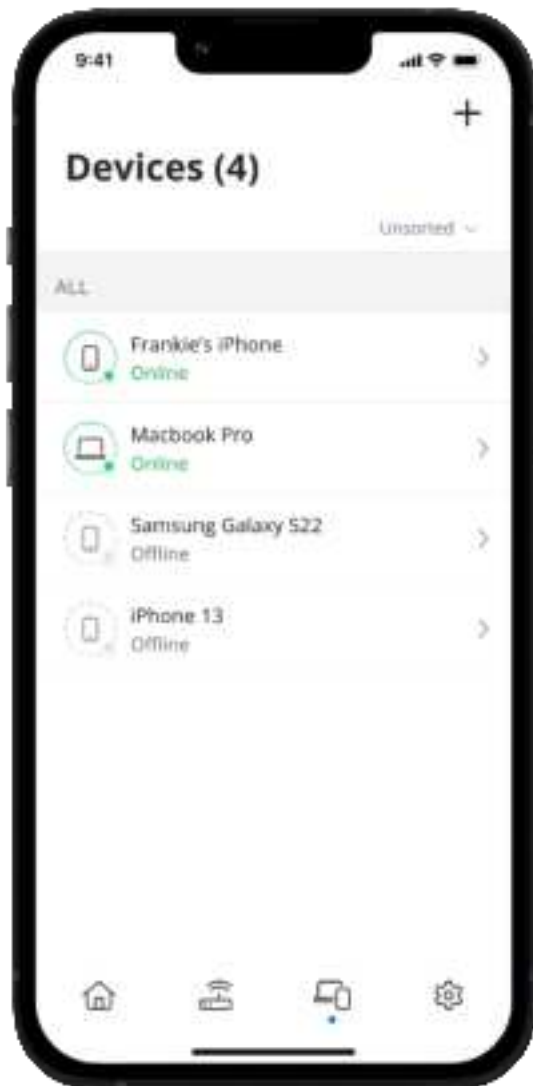 9:41
Devices (4)
Unsorted
ALL
Frankie's iPhone
Online
Macbook Pro
Online
Samsung Galaxy S22
Offline
iPhone 13
Offline